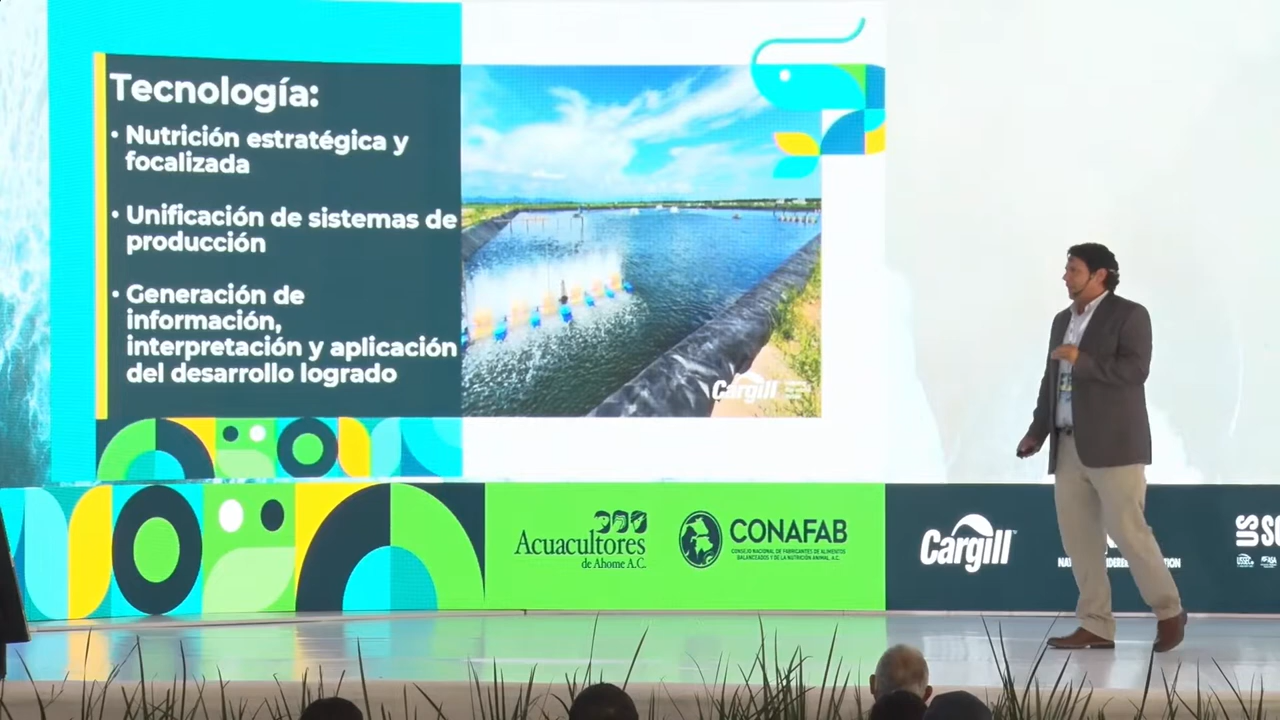 Tecnología:
• Nutrición estratégica y
focalizada
• Unificación de sistemas de
producción
• Generación de
información,
interpretación y aplicación
del desarrollo logrado
Cargill
Acuacultores
de Ahome A.C.
CONAFAB
CONSEJO NACIONAL DE FABRICANTES DE ALIMENTOS
BALANCEADOS Y DE LA NUTRICIÓN ANIMAL, A.C.
Cargill
US